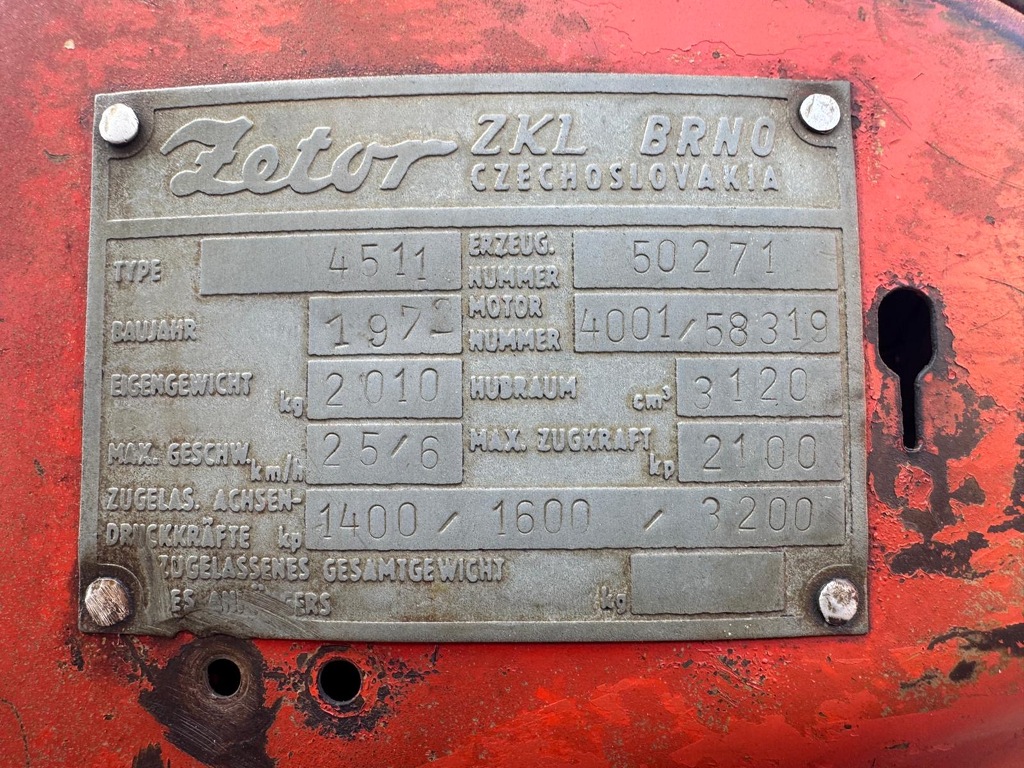 Zetor ZKL BRNO
CZECHOSLOVAKIA
TYPE 4511 ERZEUG. NUMMER 50271
BAUJAHR 1972 MOTOR NUMMER 4001/58319
EIGENGEWICHT kg 2010 HUBRAUM cm³ 3120
MAX. GESCHW. km/h 25/6 MAX. ZUGKRAFT kp 2100
ZUGELAS. ACHSEN-
DRUCKKRÄFTE kp 1400 / 1600 / 3200
ZUGELASSENES GESAMTGEWICHT
kg